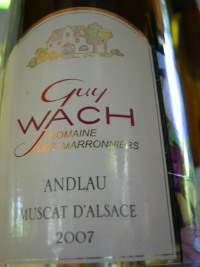 Guy
WACH
DOMAINE
DES MARRONNIERS
ANDLAU
MUSCAT D'ALSACE
2007